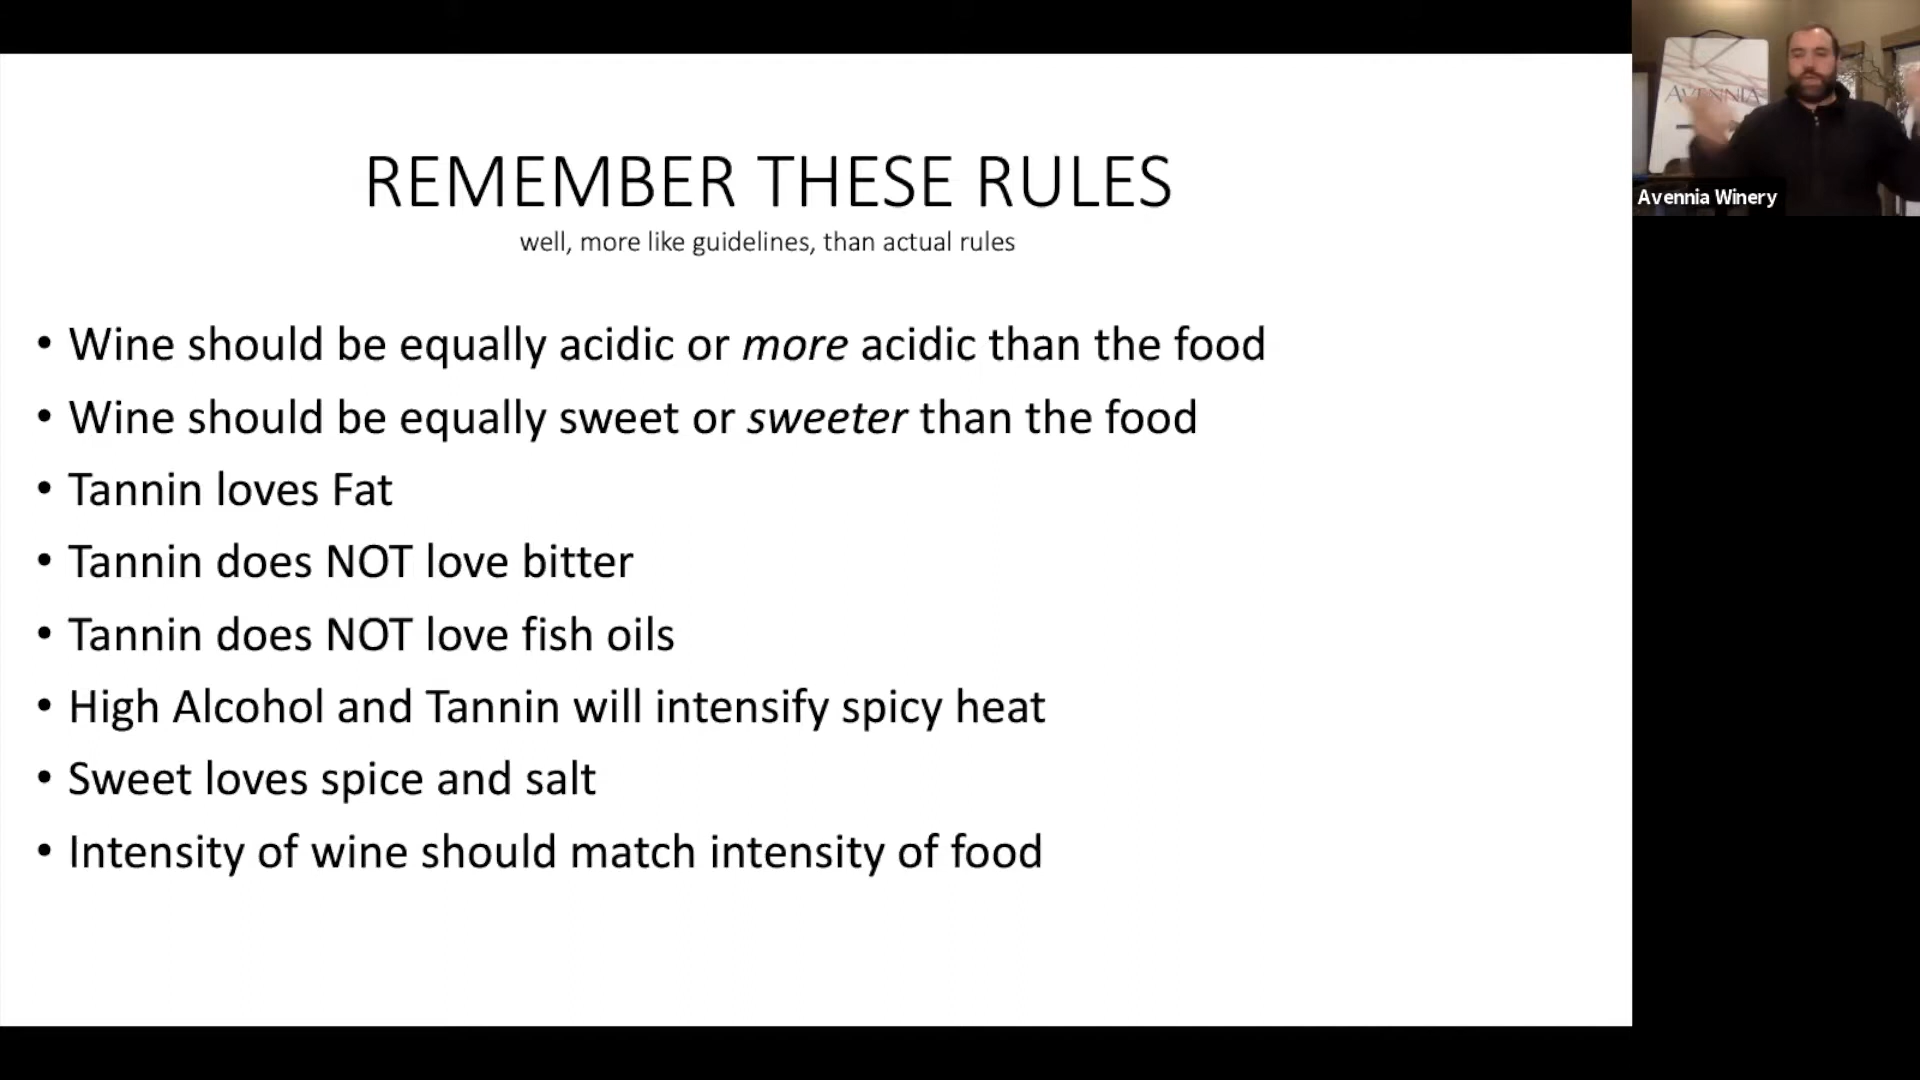 REMEMBER THESE RULES
well, more like guidelines, than actual rules
• Wine should be equally acidic or more acidic than the food
• Wine should be equally sweet or sweeter than the food
• Tannin loves Fat
• Tannin does NOT love bitter
• Tannin does NOT love fish oils
• High Alcohol and Tannin will intensify spicy heat
• Sweet loves spice and salt
• Intensity of wine should match intensity of food
AVENNIA
Avennia Winery